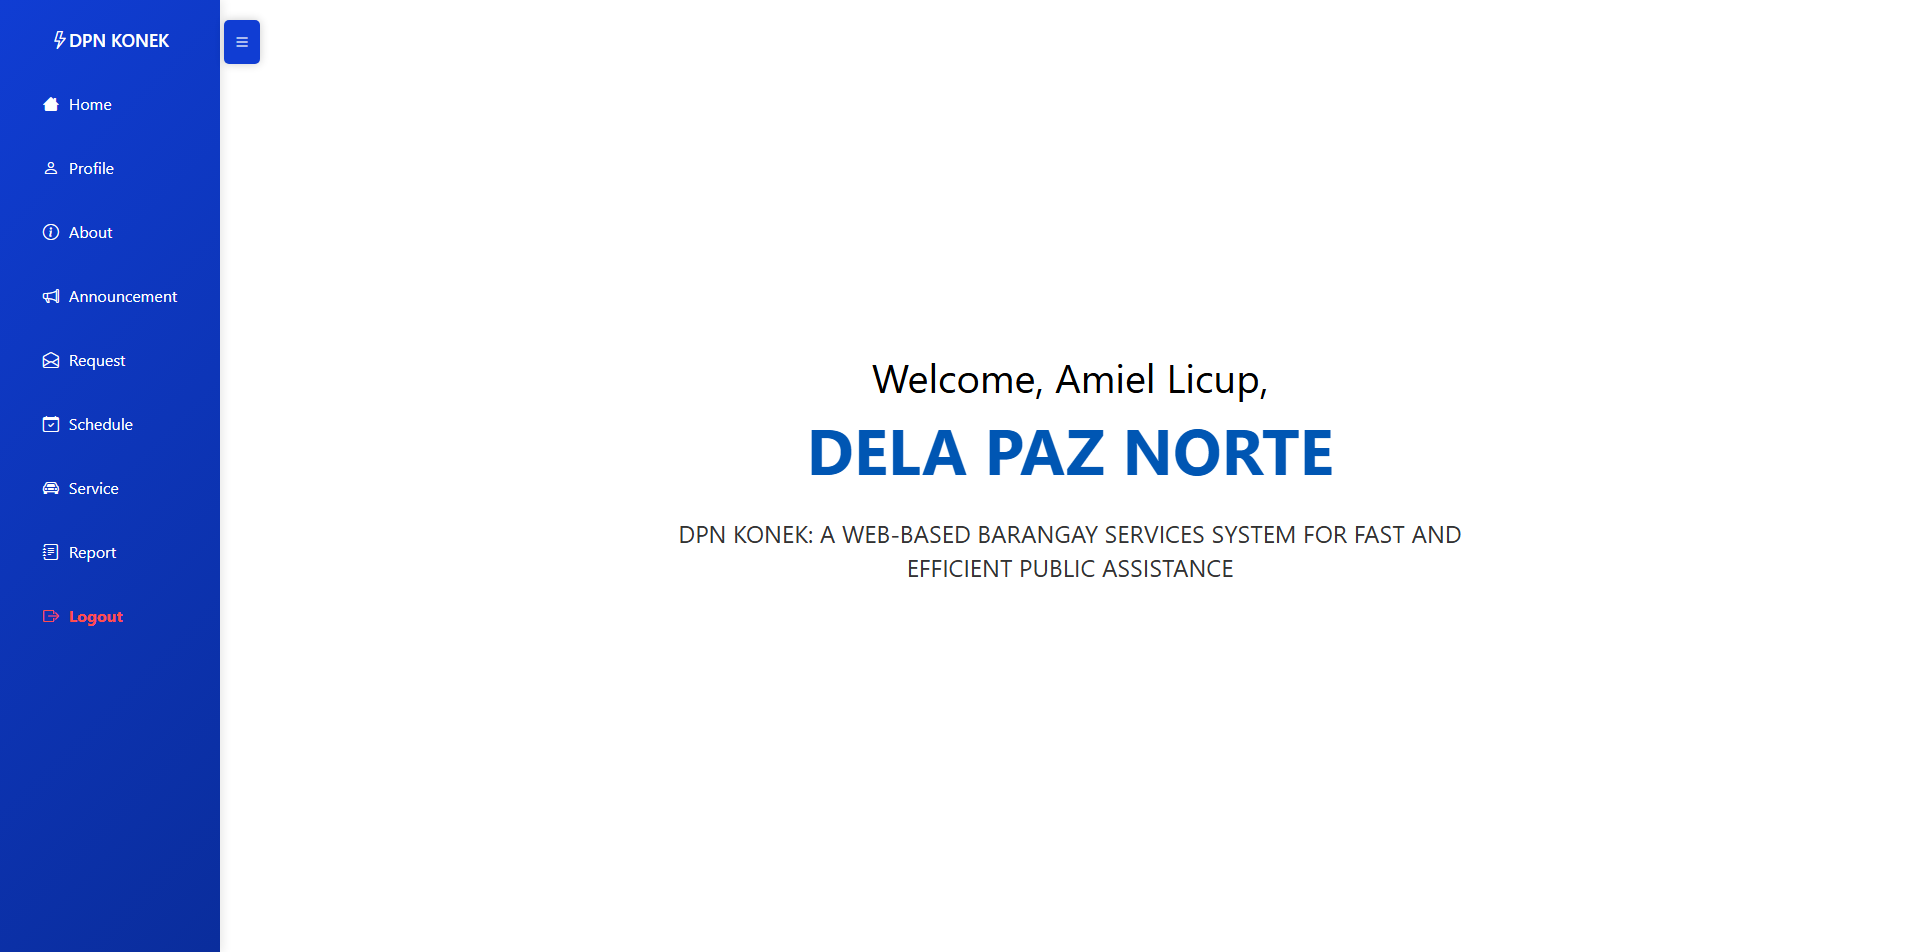 DPN KONEK
Home
Profile
About
Announcement
Request
Schedule
Service
Report
Logout
Welcome, Amiel Licup,
DELA PAZ NORTE
DPN KONEK: A WEB-BASED BARANGAY SERVICES SYSTEM FOR FAST AND
EFFICIENT PUBLIC ASSISTANCE